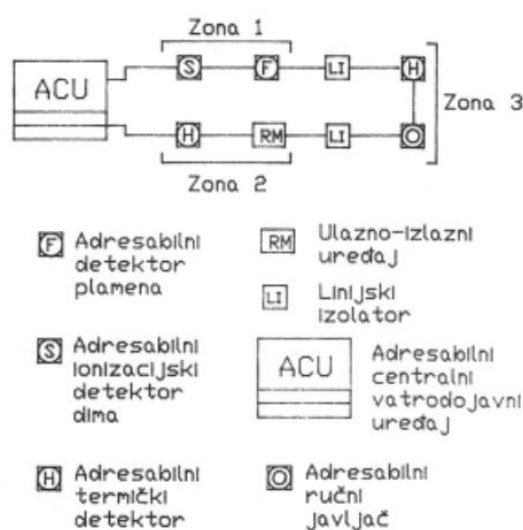 Zona 1
ACU
S
F
LI
H
Zona 3
H
RM
LI
O
Zona 2
F Adresabilni
detektor
plamena
RM Ulazno-izlazni
uređaj
LI Linijski
izolator
S Adresabilni
ionizacijski
detektor
dima
ACU
Adresabilni
centralni
vatrodojavni
uređaj
H Adresabilni
termički
detektor
O Adresabilni
ručni
javljač